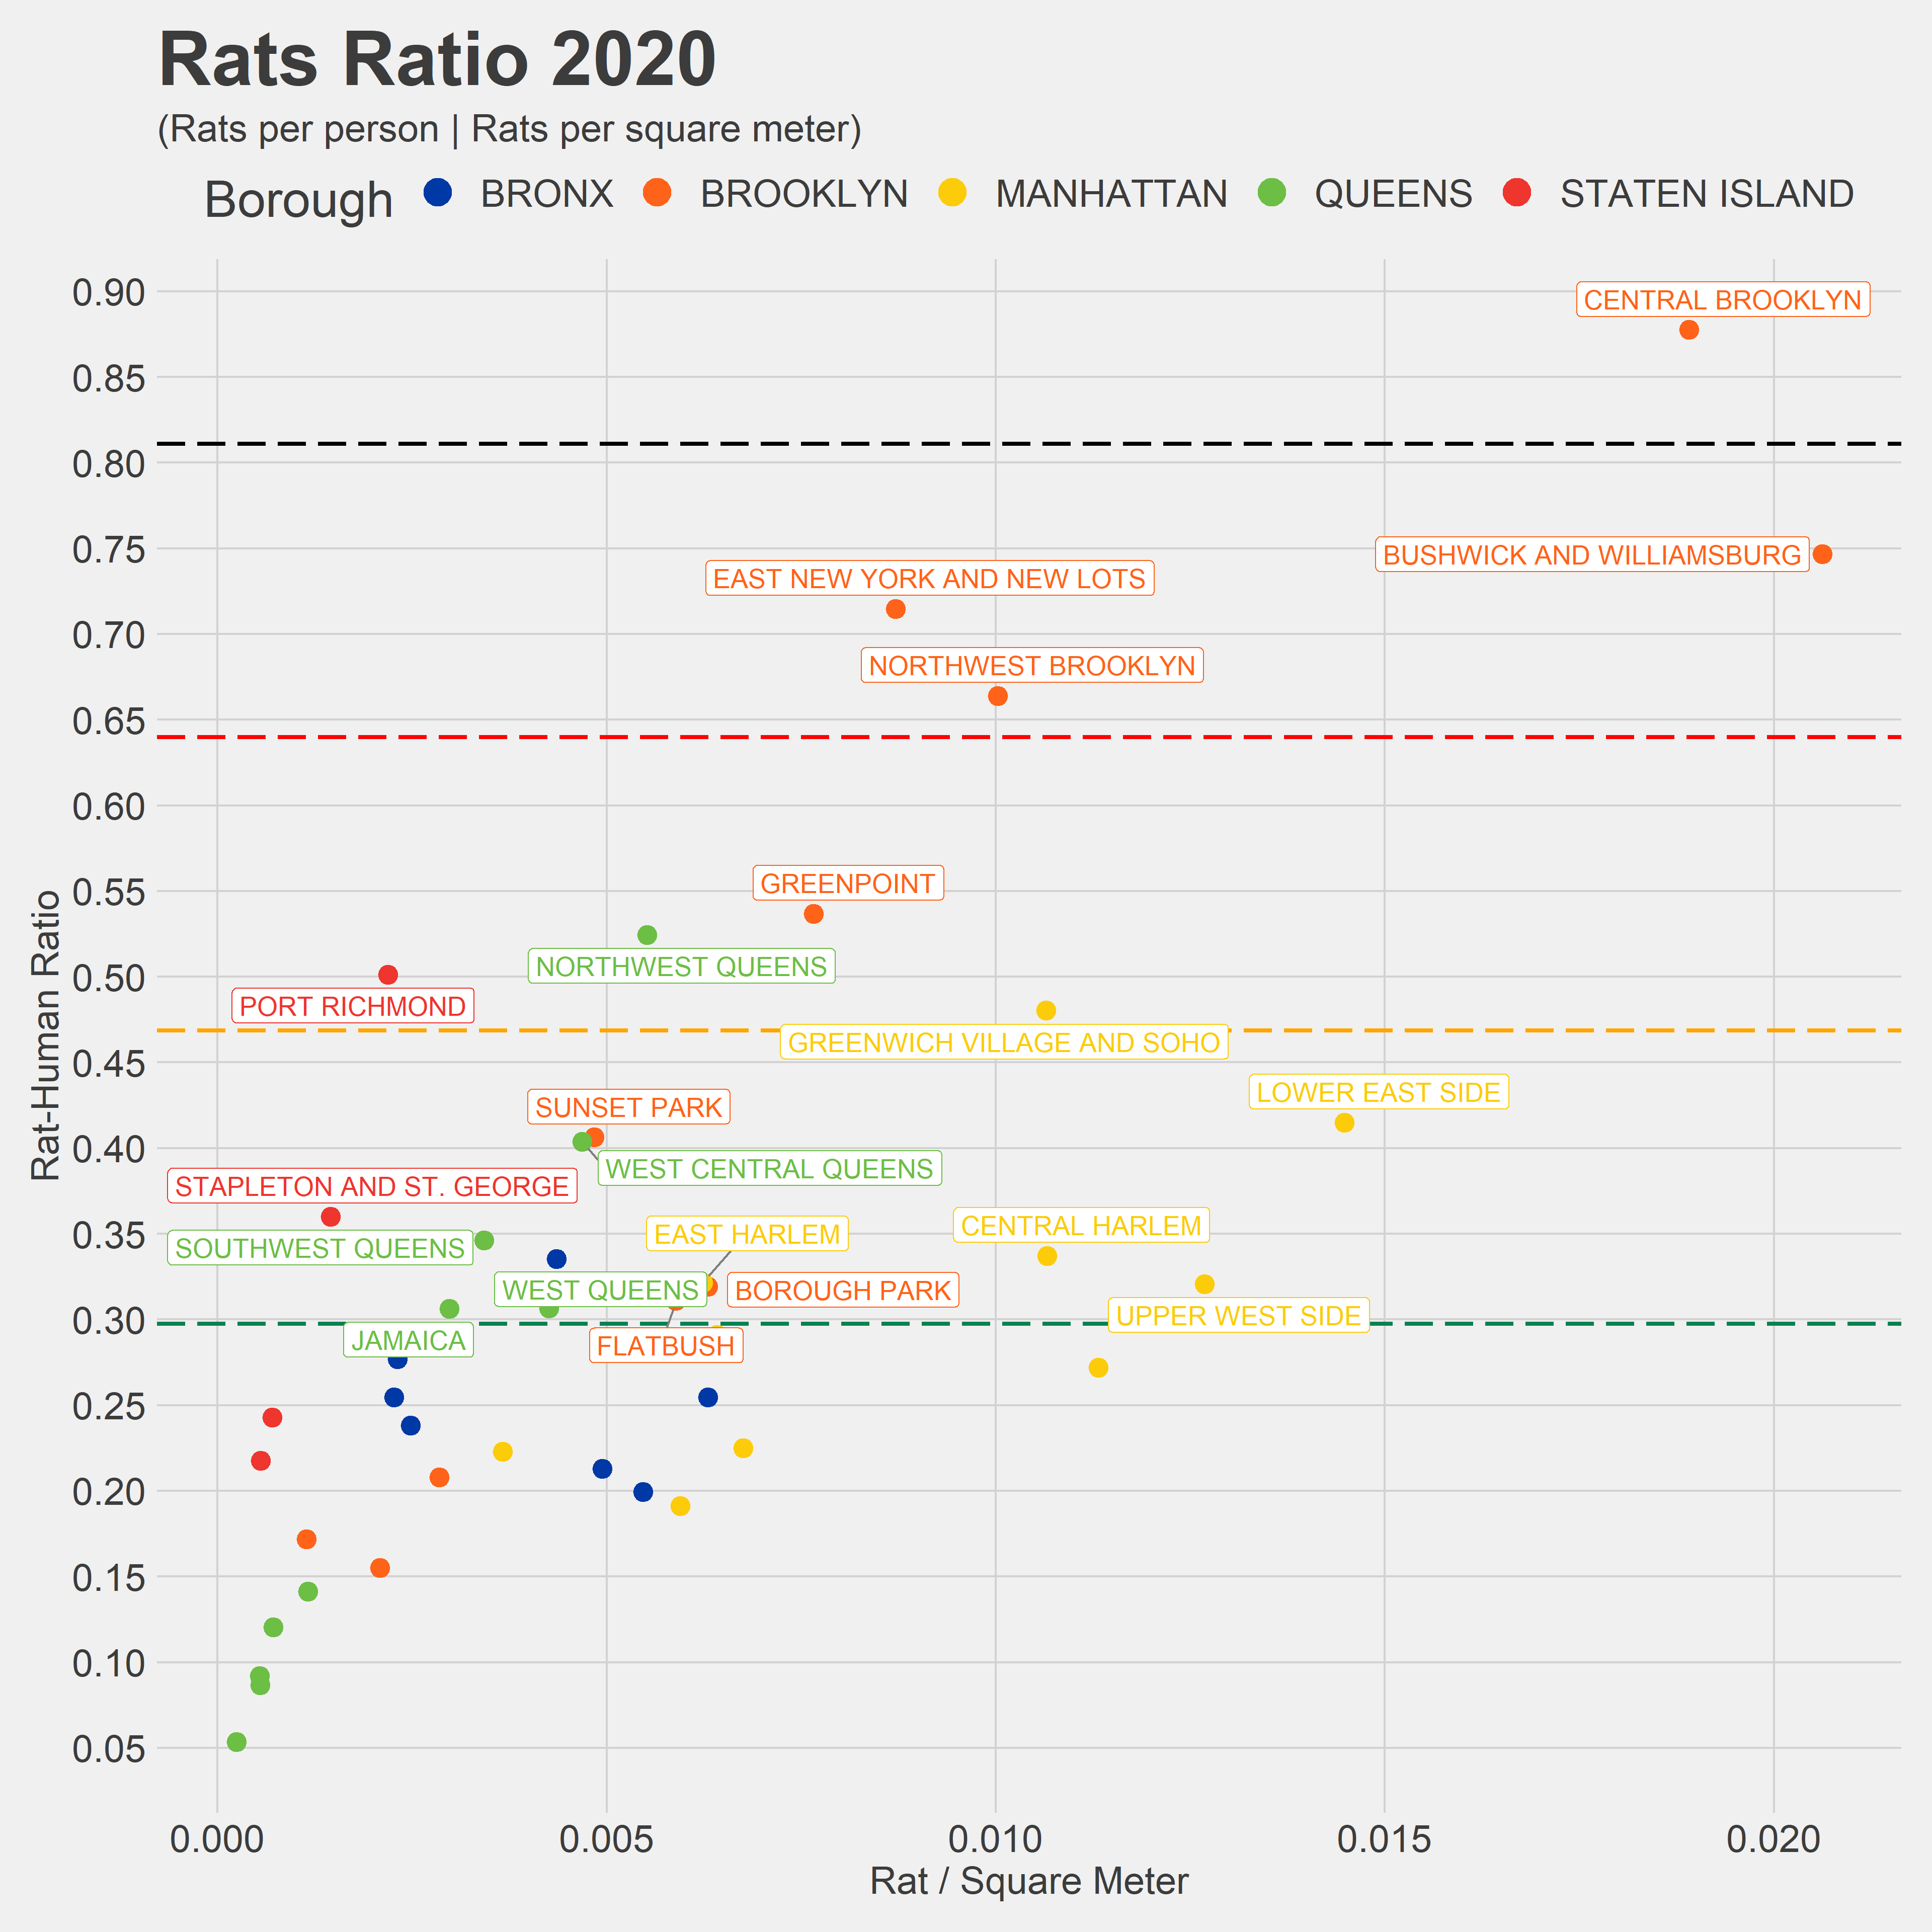 Rats Ratio 2020
(Rats per person | Rats per square meter)
Borough BRONX BROOKLYN MANHATTAN QUEENS STATEN ISLAND
0.90
CENTRAL BROOKLYN
0.85
0.80
0.75
BUSHWICK AND WILLIAMSBURG
EAST NEW YORK AND NEW LOTS
0.70
NORTHWEST BROOKLYN
0.65
0.60
0.55
GREENPOINT
NORTHWEST QUEENS
0.50
PORT RICHMOND
GREENWICH VILLAGE AND SOHO
0.45
LOWER EAST SIDE
SUNSET PARK
0.40
WEST CENTRAL QUEENS
STAPLETON AND ST. GEORGE
CENTRAL HARLEM
0.35
EAST HARLEM
SOUTHWEST QUEENS
WEST QUEENS
BOROUGH PARK
UPPER WEST SIDE
0.30
JAMAICA
FLATBUSH
0.25
0.20
0.15
0.10
0.05
Rat-Human Ratio
0.000 0.005 0.010 0.015 0.020
Rat / Square Meter